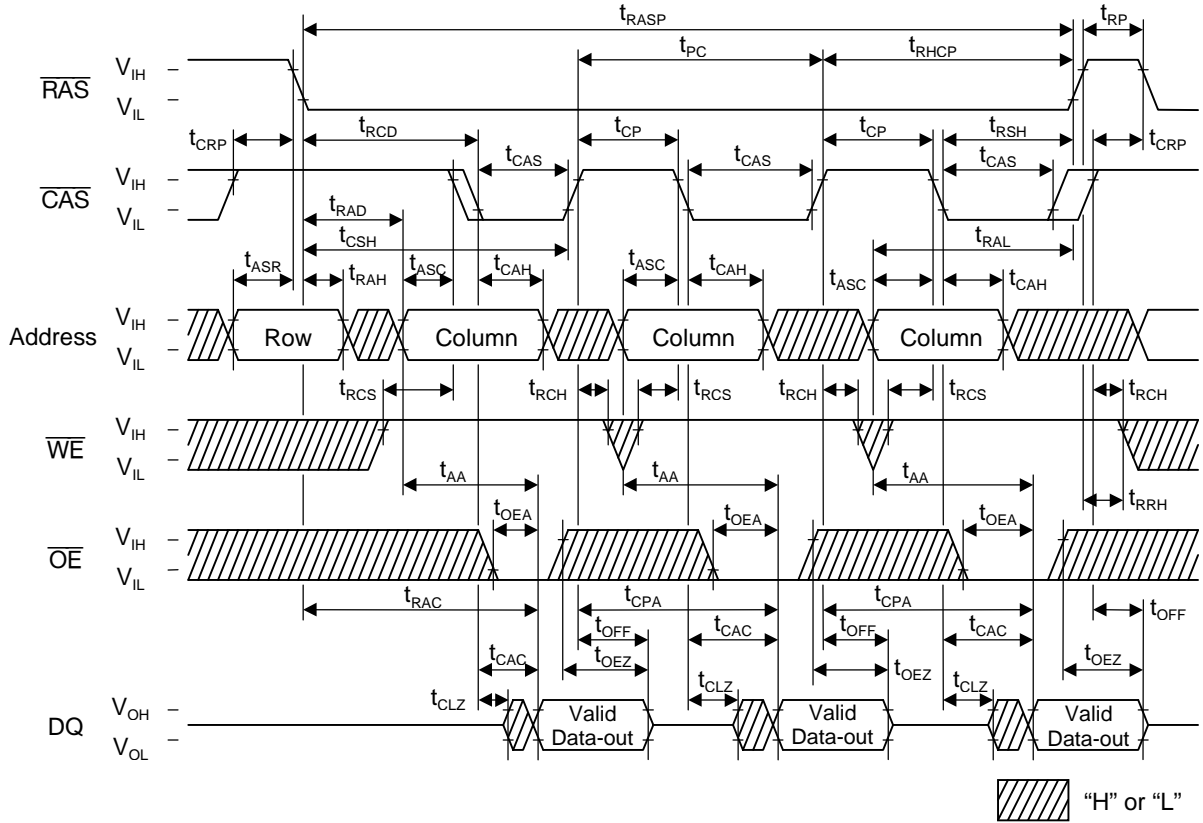 tRASP
tRP
tPC
tRHCP
RAS
VIH
VIL
tCRP
tRCD
tCP
tCP
tRSH
tCRP
tCAS
tCAS
tCAS
CAS
VIH
VIL
tRAD
tCSH
tRAL
tASR
tRAH
tASC
tCAH
tASC
tCAH
tASC
tCAH
Address
VIH
VIL
Row
Column
Column
Column
tRCS
tRCH
tRCS
tRCH
tRCS
tRCH
WE
VIH
VIL
tAA
tAA
tAA
tRRH
tOEA
tOEA
tOEA
OE
VIH
VIL
tRAC
tCPA
tCPA
tOFF
tCAC
tOFF
tCAC
tOFF
tCAC
tOEZ
tOEZ
tOEZ
tCLZ
tCLZ
tCLZ
DQ
VOH
VOL
Valid
Data-out
Valid
Data-out
Valid
Data-out
“H” or “L”